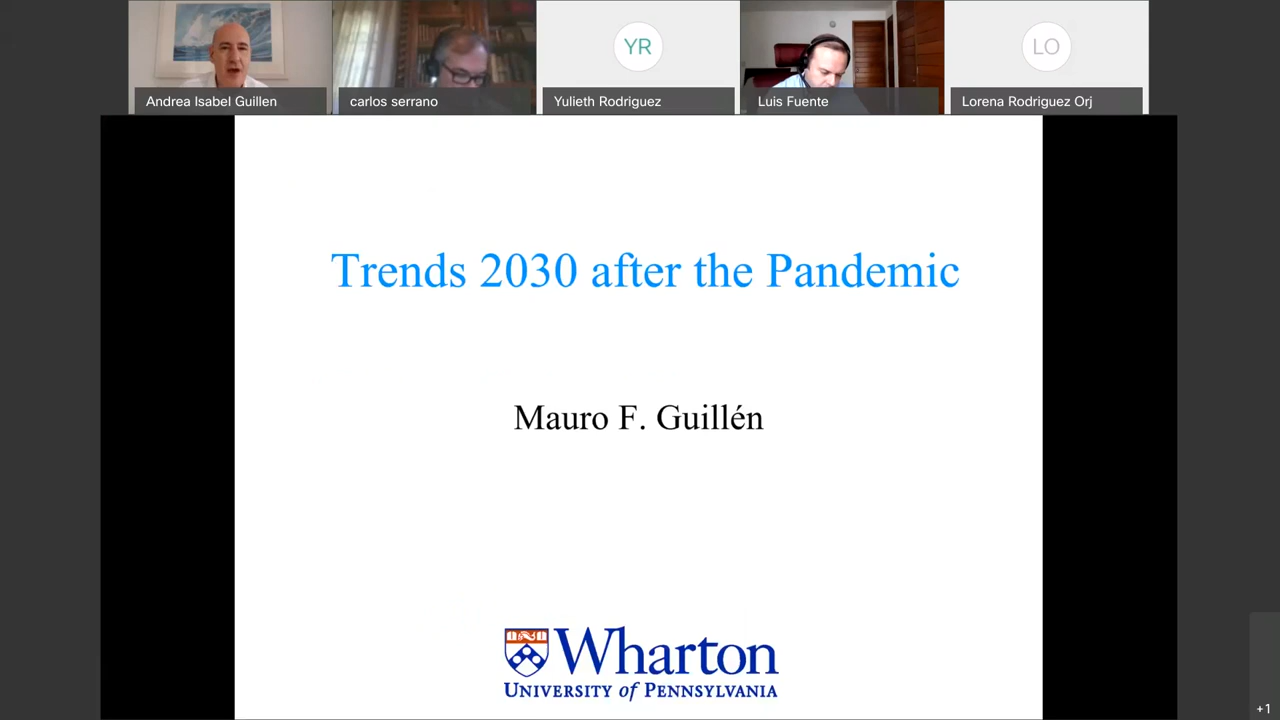 YR
LO
Andrea Isabel Guillen
carlos serrano
Yulieth Rodriguez
Luis Fuente
Lorena Rodriguez Orj
Trends 2030 after the Pandemic
Mauro F. Guillén
Wharton
UNIVERSITY of PENNSYLVANIA
+1